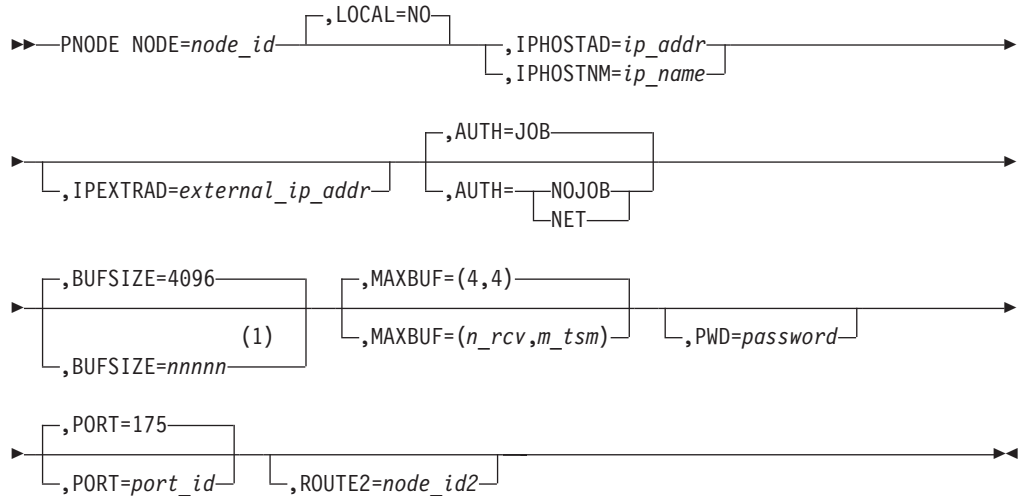 ,LOCAL=NO
PNODE NODE=node_id ,IPHOSTAD=ip_addr
,IPHOSTNM=ip_name
,AUTH=JOB
,IPEXTRAD=external_ip_addr ,AUTH= NOJOB
NET
,BUFSIZE=4096 ,MAXBUF=(4,4)
(1) ,MAXBUF=(n_rcv,m_tsm) ,PWD=password
,BUFSIZE=nnnnn
,PORT=175
,PORT=port_id ,ROUTE2=node_id2